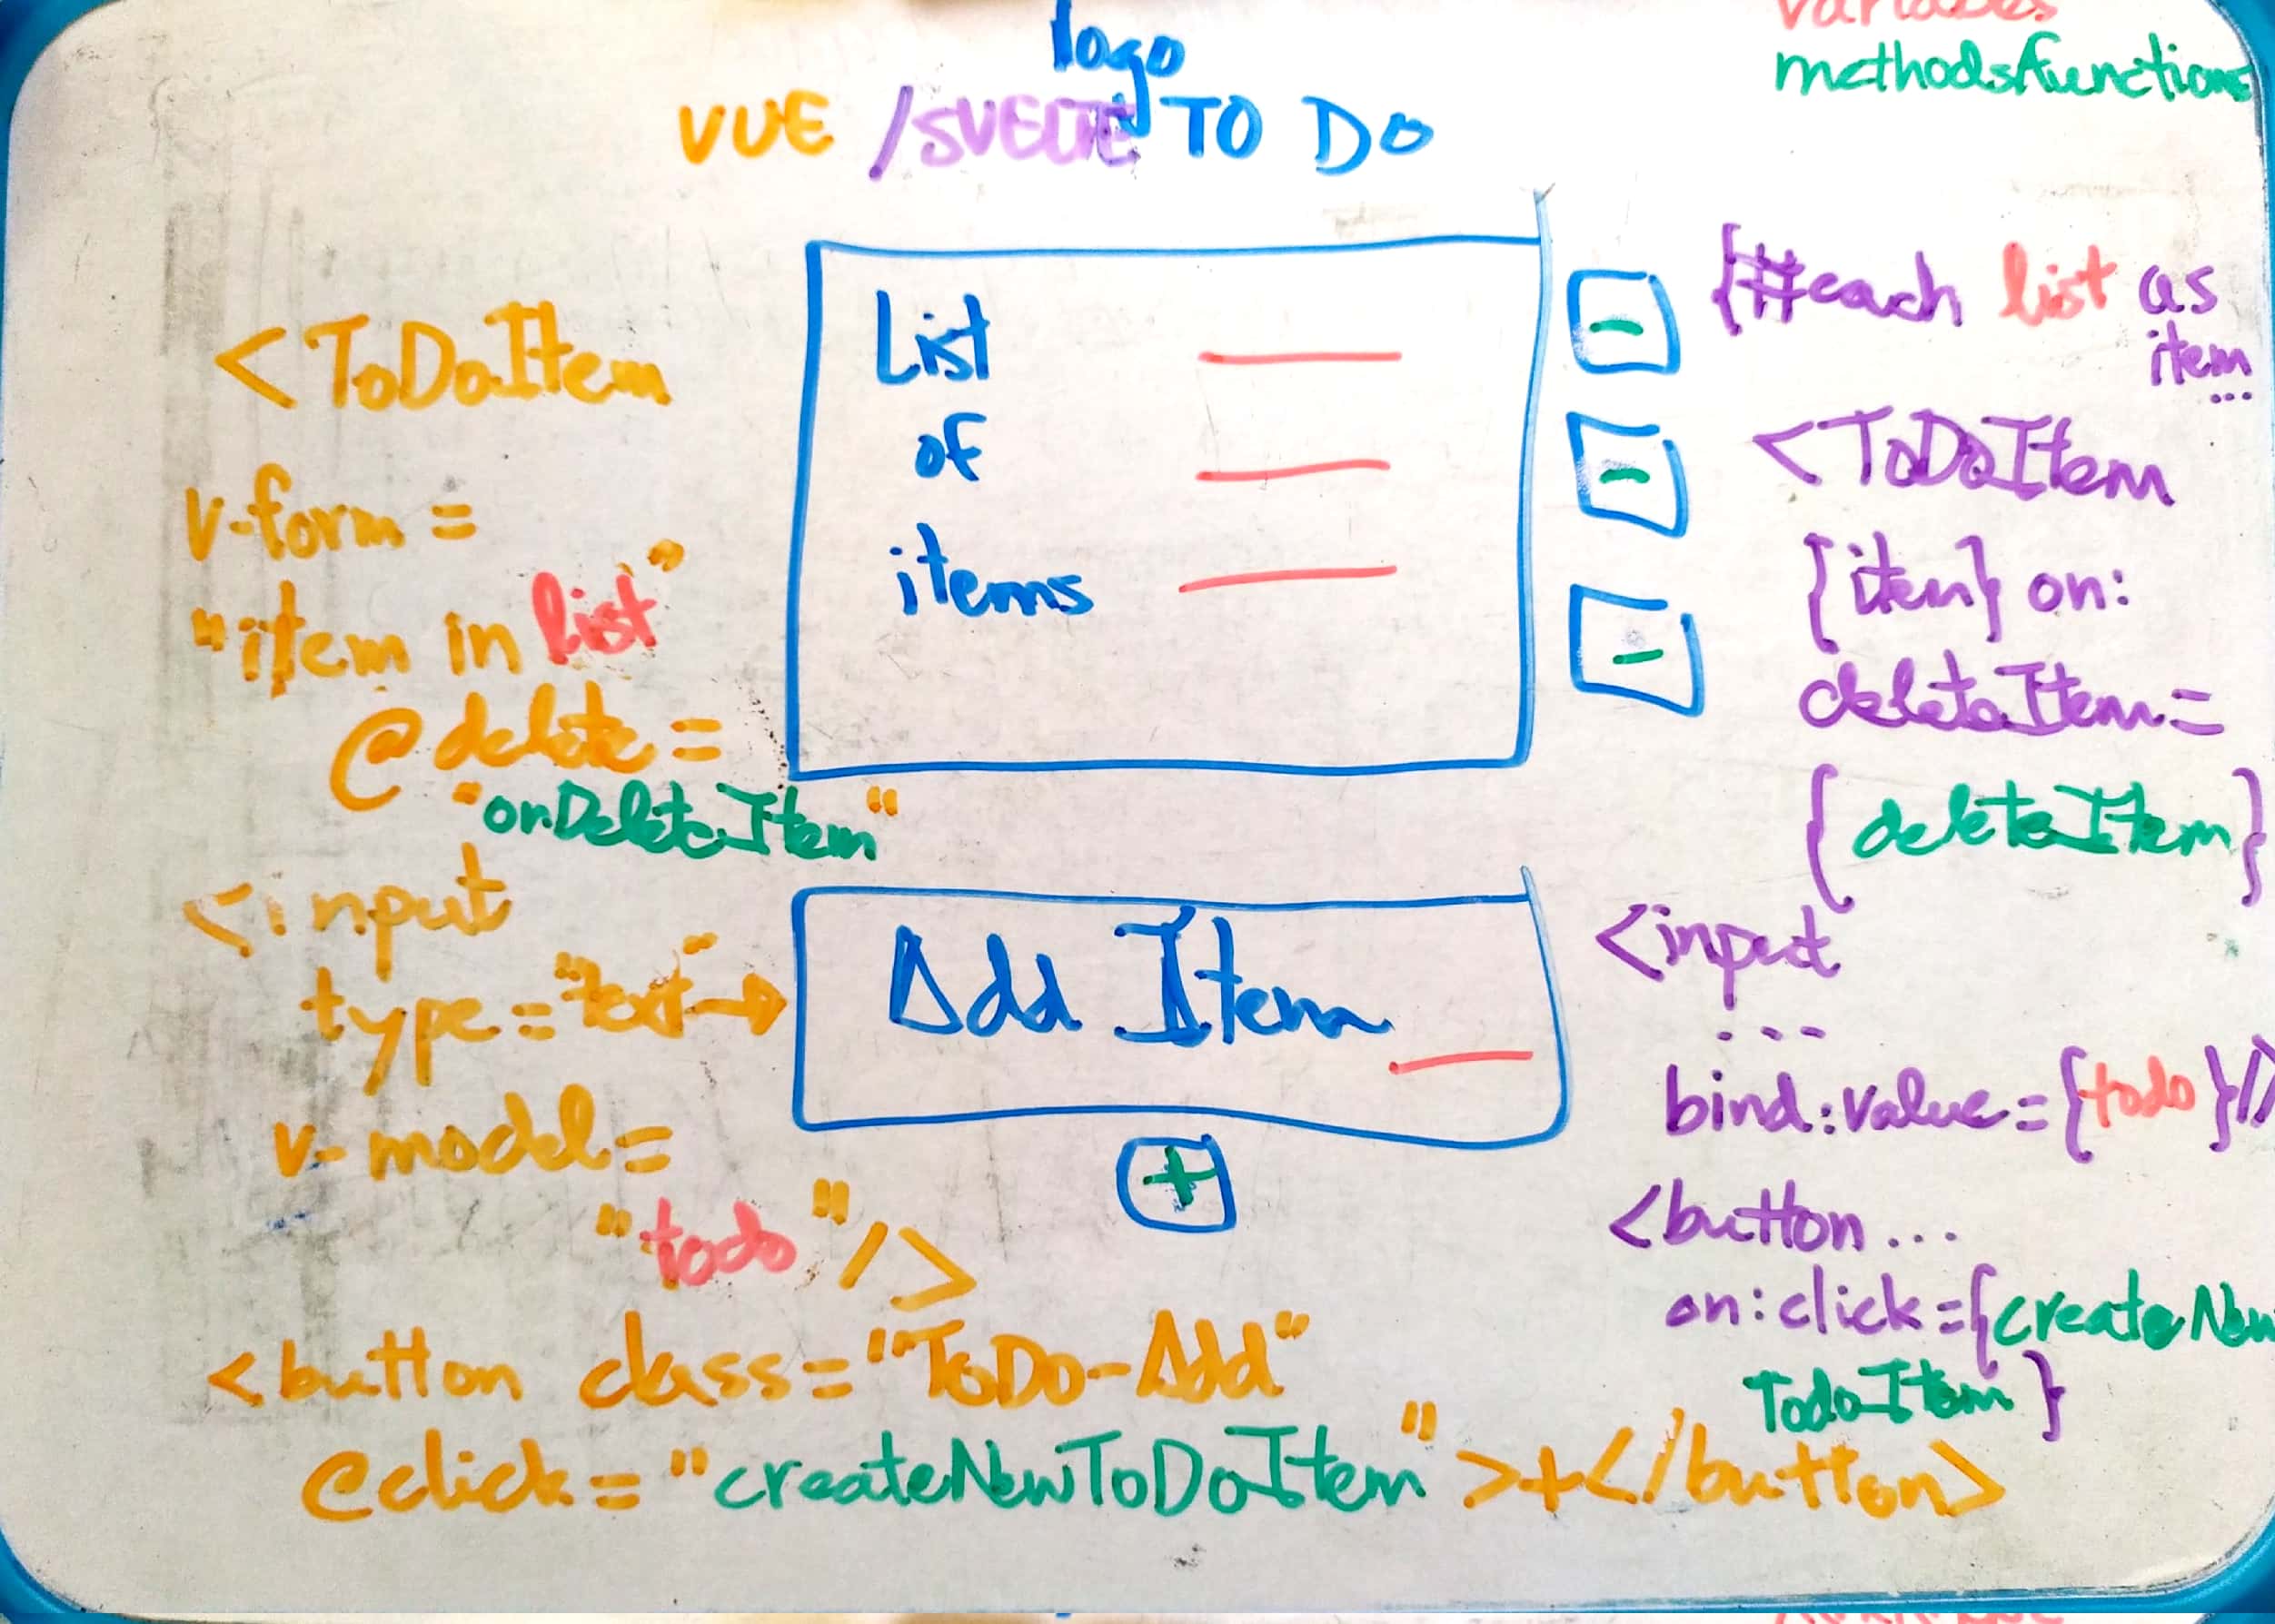 logo
VUE /SVELTE TO DO
variables
methods/functions
<ToDoItem
v-form =
"item in list"
@delete =
"onDeleteItem"
<input
type="text"
v-model=
"todo"/>
<button class="ToDo-Add"
@click="createNewToDoItem">+</button>
List
of
items
-
-
-
Add Item
+
{#each list as
item
...
<ToDoItem
{item} on:
deleteItem=
{deleteItem}
<input
...
bind:value={todo}/>
<button ...
on:click={createNew
TodoItem}